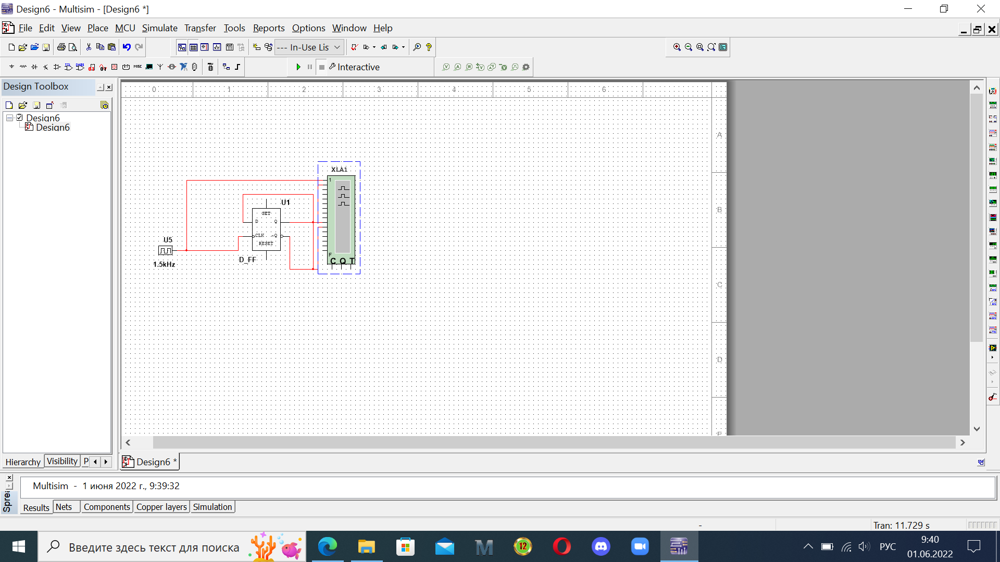 Design6 - Multisim - [Design6 *]
File Edit View Place MCU Simulate Transfer Tools Reports Options Window Help
--- In-Use Lis
Interactive
Design Toolbox
Design6
Design6
0 1 2 3 4 5 6
A
B
C
D
XLA1
1
F
C Q T
U1
SET
D Q
CLK ~Q
RESET
D_FF
U5
1.5kHz
Hierarchy Visibility P
Design6 *
Multisim - 1 июня 2022 г., 9:39:32
Spre
Results Nets Components Copper layers Simulation
-
Tran: 11.729 s
Введите здесь текст для поиска
12
РУС
9:40
01.06.2022